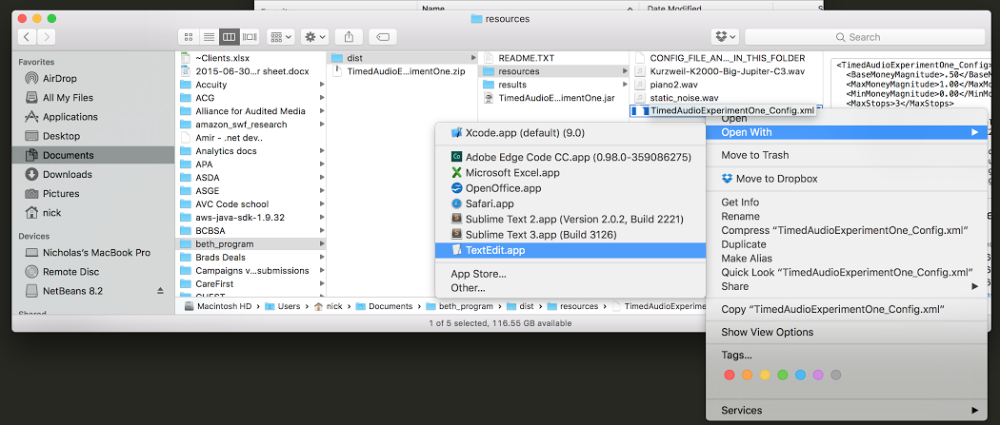 Name
Date Modified
resources
Search
Favorites
AirDrop
All My Files
Applications
Desktop
Documents
Downloads
Pictures
nick
Devices
Nicholas's MacBook Pro
Remote Disc
NetBeans 8.2
Shared
~Clients.xlsx
2015-06-30...r sheet.docx
Accuity
ACG
Alliance for Audited Media
amazon_swf_research
Amir - .net dev..
Analytics docs
APA
ASDA
ASGE
AVC Code school
aws-java-sdk-1.9.32
BCBSA
beth_program
Brads Deals
Campaigns v...submissions
CareFirst
dist
TimedAudioE...imentOne.zip
README.TXT
resources
results
TimedAudioE...imentOne.jar
CONFIG_FILE_AN..._IN_THIS_FOLDER
Kurzweil-K2000-Big-Jupiter-C3.wav
piano2.wav
static_noise.wav
TimedAudioExperimentOne_Config.xml
<TimedAudioExperimentOne_Config>
<BaseMoneyMagnitude>.50</BaseM
<MaxMoneyMagnitude>1.00</MaxMo
<MinMoneyMagnitude>0.00</MinMo
<MaxStops>3</MaxStops>
Open
Open With
Move to Trash
Move to Dropbox
Get Info
Rename
Compress "TimedAudioExperimentOne_Config.xml"
Duplicate
Make Alias
Quick Look "TimedAudioExperimentOne_Config.xml"
Share
Copy "TimedAudioExperimentOne_Config.xml"
Show View Options
Tags...
Services
Xcode.app (default) (9.0)
Adobe Edge Code CC.app (0.98.0-359086275)
Microsoft Excel.app
OpenOffice.app
Safari.app
Sublime Text 2.app (Version 2.0.2, Build 2221)
Sublime Text 3.app (Build 3126)
TextEdit.app
App Store...
Other...
Macintosh HD
Users
nick
Documents
beth_program
dist
resources
TimedAudioExperime
1 of 5 selected, 116.55 GB available